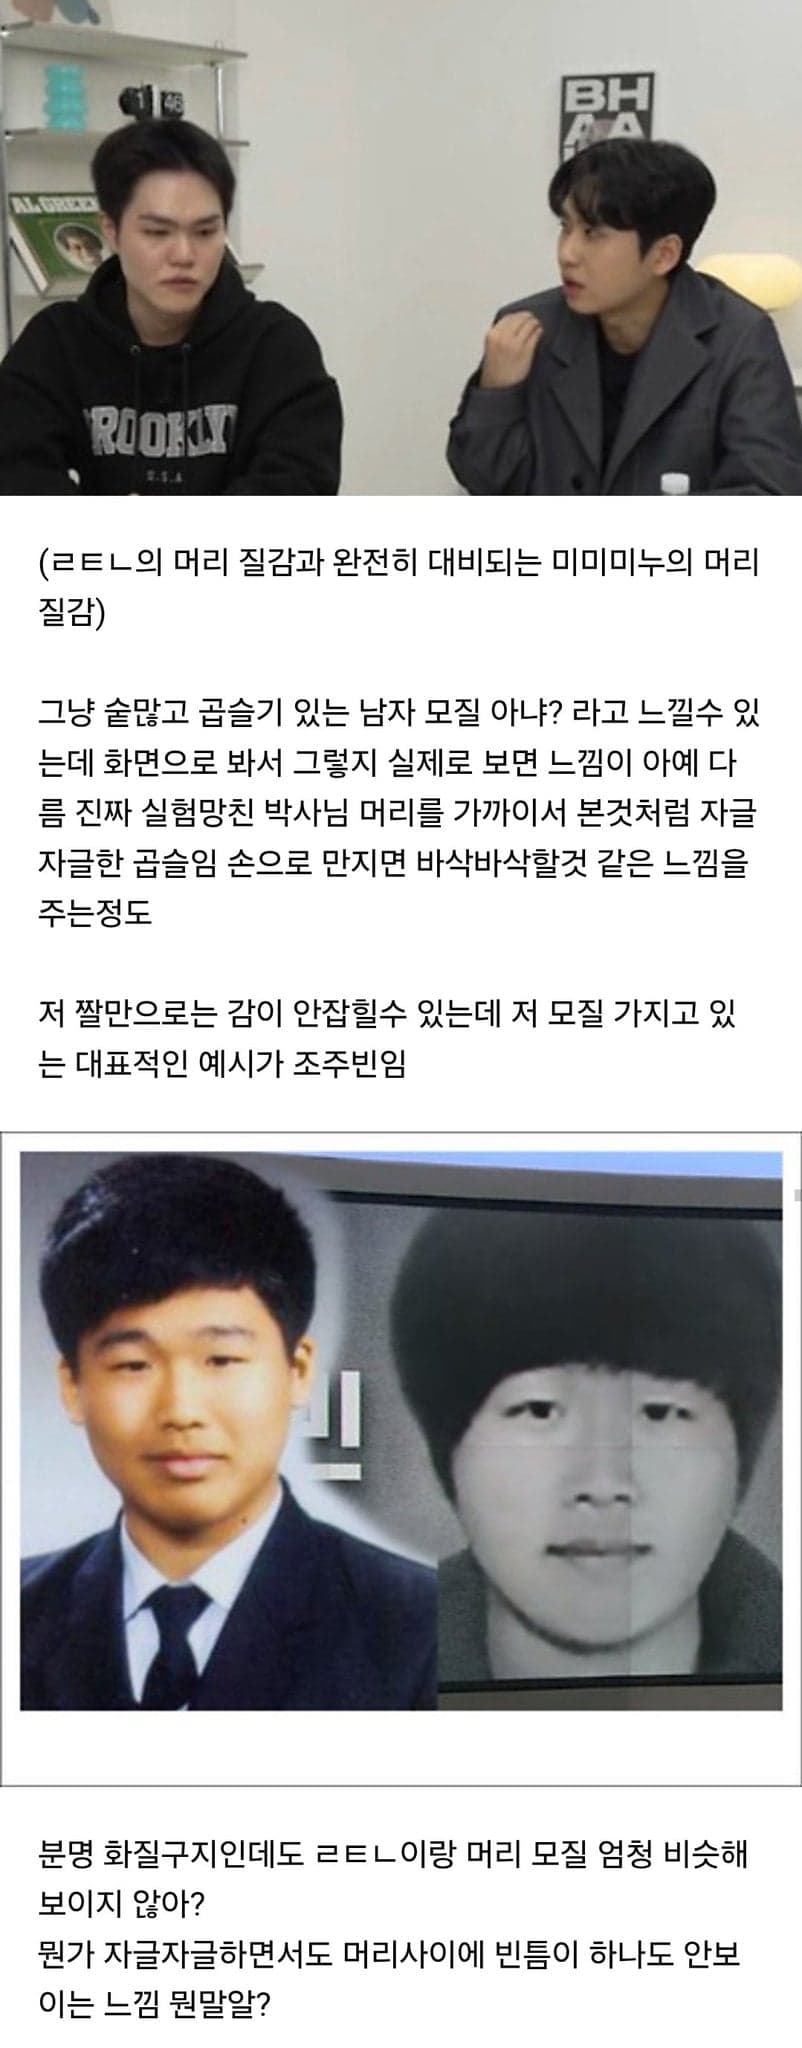 1 46
BH
AA
AL GREEN
ROOKLY
U.S.A
(ㄹㅌㄴ의 머리 질감과 완전히 대비되는 미미미누의 머리
질감)
그냥 숱많고 곱슬기 있는 남자 모질 아냐? 라고 느낄수 있
는데 화면으로 봐서 그렇지 실제로 보면 느낌이 아예 다
름 진짜 실험망친 박사님 머리를 가까이서 본것처럼 자글
자글한 곱슬임 손으로 만지면 바삭바삭할것 같은 느낌을
주는정도
저 짤만으로는 감이 안잡힐수 있는데 저 모질 가지고 있
는 대표적인 예시가 조주빈임
빈
분명 화질구지인데도 ㄹㅌㄴ이랑 머리 모질 엄청 비슷해
보이지 않아?
뭔가 자글자글하면서도 머리사이에 빈틈이 하나도 안보
이는 느낌 뭔말알?